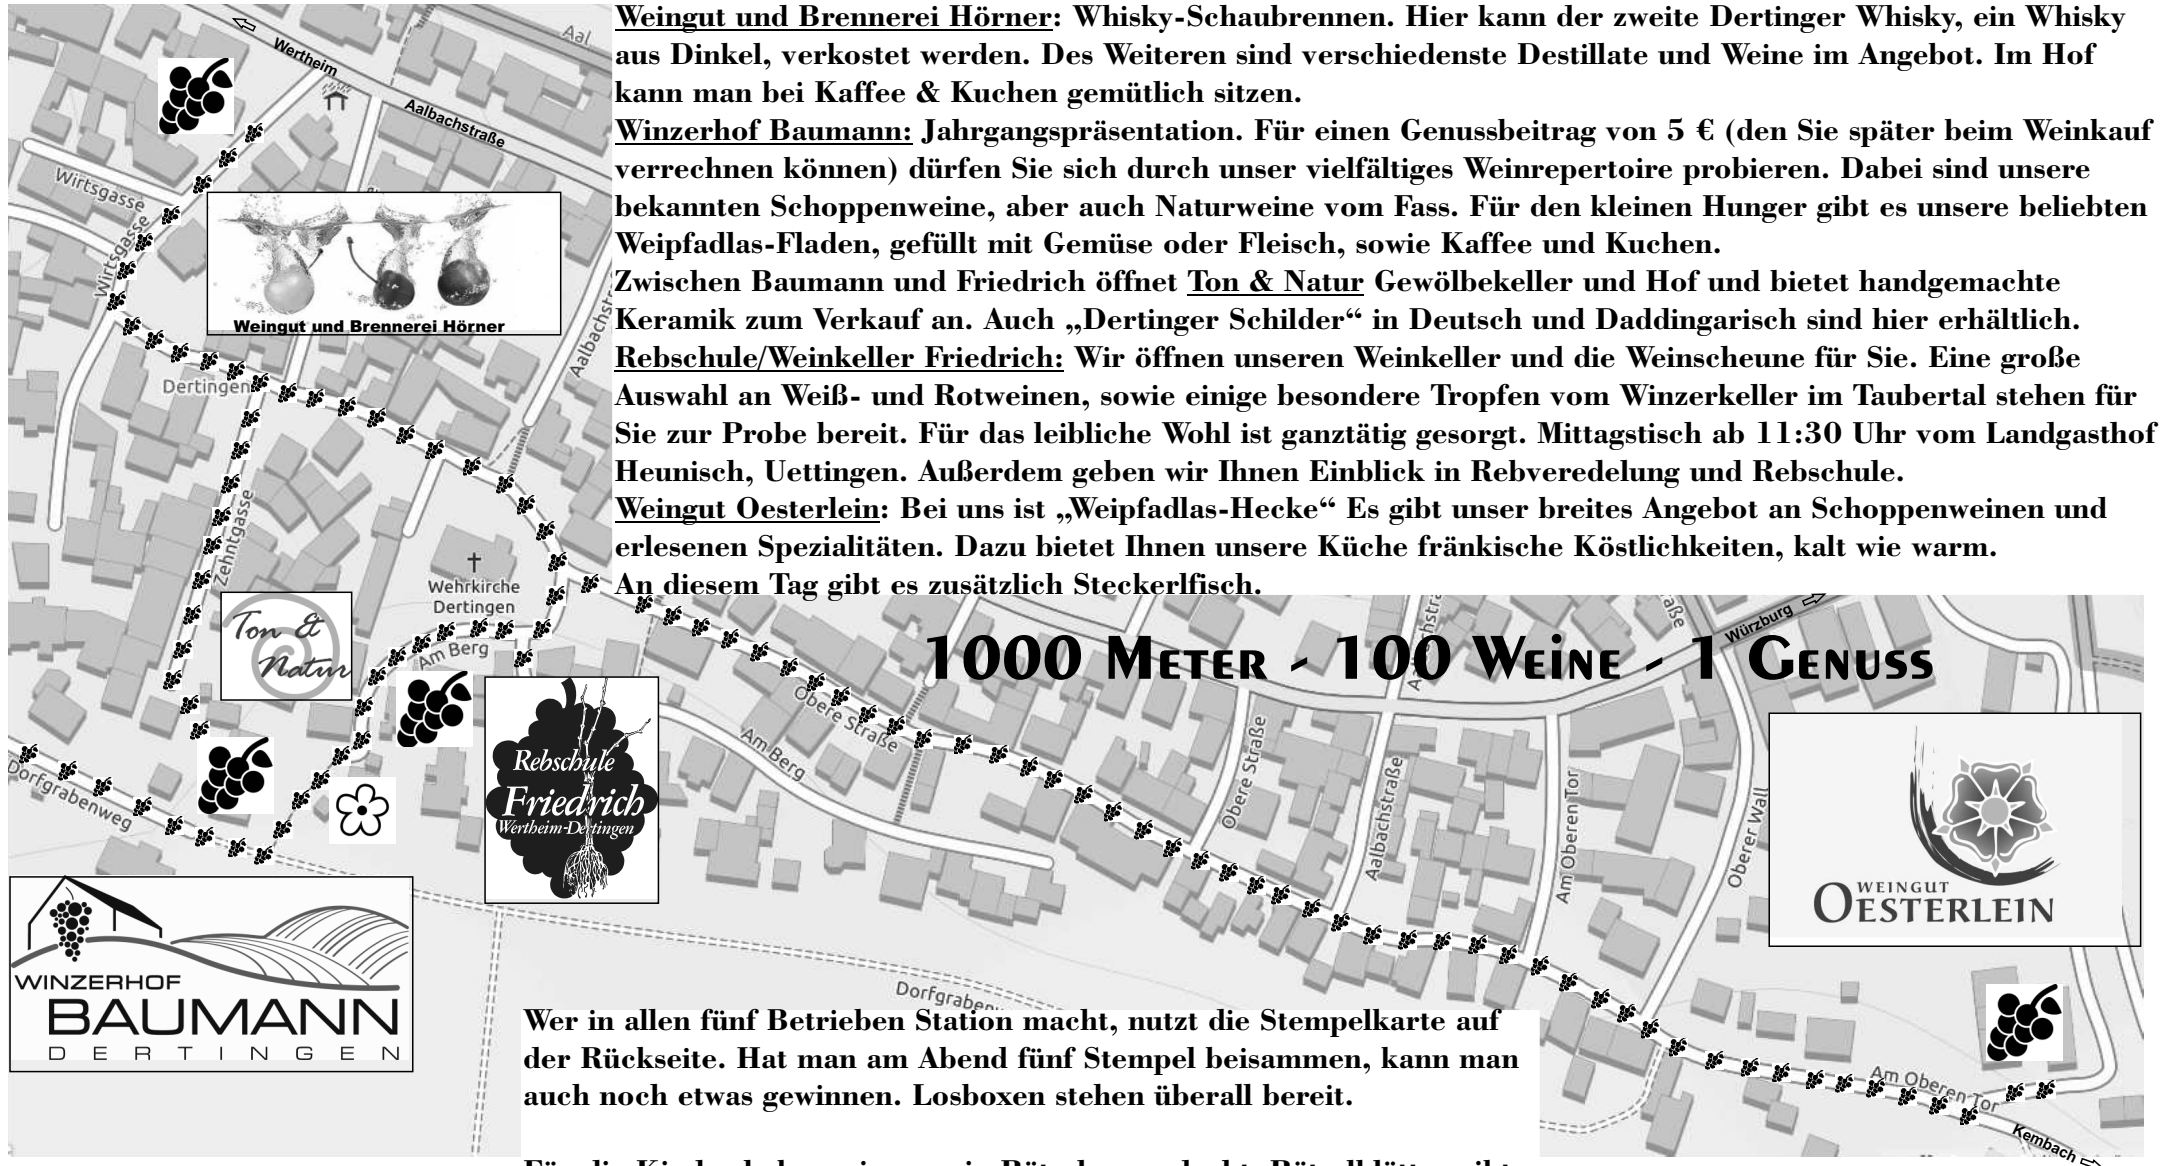 Weingut und Brennerei Hörner: Whisky-Schaubrennen. Hier kann der zweite Dertinger Whisky, ein Whisky
aus Dinkel, verkostet werden. Des Weiteren sind verschiedenste Destillate und Weine im Angebot. Im Hof
kann man bei Kaffee & Kuchen gemütlich sitzen.
Winzerhof Baumann: Jahrgangspräsentation. Für einen Genussbeitrag von 5 € (den Sie später beim Weinkauf
verrechnen können) dürfen Sie sich durch unser vielfältiges Weinrepertoire probieren. Dabei sind unsere
bekannten Schoppenweine, aber auch Naturweine vom Fass. Für den kleinen Hunger gibt es unsere beliebten
Weipfadlas-Fladen, gefüllt mit Gemüse oder Fleisch, sowie Kaffee und Kuchen.
Zwischen Baumann und Friedrich öffnet Ton & Natur Gewölbekeller und Hof und bietet handgemachte
Keramik zum Verkauf an. Auch „Dertinger Schilder“ in Deutsch und Daddingarisch sind hier erhältlich.
Rebschule/Weinkeller Friedrich: Wir öffnen unseren Weinkeller und die Weinscheune für Sie. Eine große
Auswahl an Weiß- und Rotweinen, sowie einige besondere Tropfen vom Winzerkeller im Taubertal stehen für
Sie zur Probe bereit. Für das leibliche Wohl ist ganztätig gesorgt. Mittagstisch ab 11:30 Uhr vom Landgasthof
Heunisch, Uettingen. Außerdem geben wir Ihnen Einblick in Rebveredelung und Rebschule.
Weingut Oesterlein: Bei uns ist „Weipfadlas-Hecke“ Es gibt unser breites Angebot an Schoppenweinen und
erlesenen Spezialitäten. Dazu bietet Ihnen unsere Küche fränkische Köstlichkeiten, kalt wie warm.
An diesem Tag gibt es zusätzlich Steckerlfisch.
Wertheim
Aal
Aalbachstraße
Wirtsgasse
Wirtsgasse
Weingut und Brennerei Hörner
Aalbachst
Dertingen
Zehntgasse
Wehrkirche
Dertingen
Ton &
Natur
Am Berg
1000 Meter - 100 Weine - 1 Genuss
Aalbachstra
aße
Würzburg
Obere Straße
Am Berg
Obere Straße
Aalbachstraße
Am Oberen Tor
Oberer Wall
Rebschule
Friedrich
Wertheim-Dertingen
WEINGUT
OESTERLEIN
Dorfgrabenweg
WINZERHOF
BAUMANN
DERTINGEN
Dorfgraben
Wer in allen fünf Betrieben Station macht, nutzt die Stempelkarte auf
der Rückseite. Hat man am Abend fünf Stempel beisammen, kann man
auch noch etwas gewinnen. Losboxen stehen überall bereit.
Am Oberen Tor
Kembach